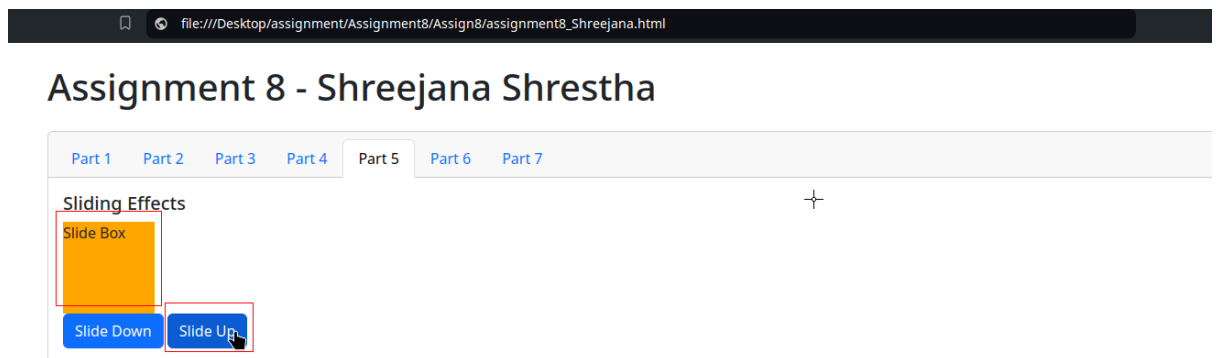 file:///Desktop/assignment/Assignment8/Assign8/assignment8_Shreejana.html
Assignment 8 - Shreejana Shrestha
Part 1 Part 2 Part 3 Part 4 Part 5 Part 6 Part 7
Sliding Effects
Slide Box
Slide Down Slide Up